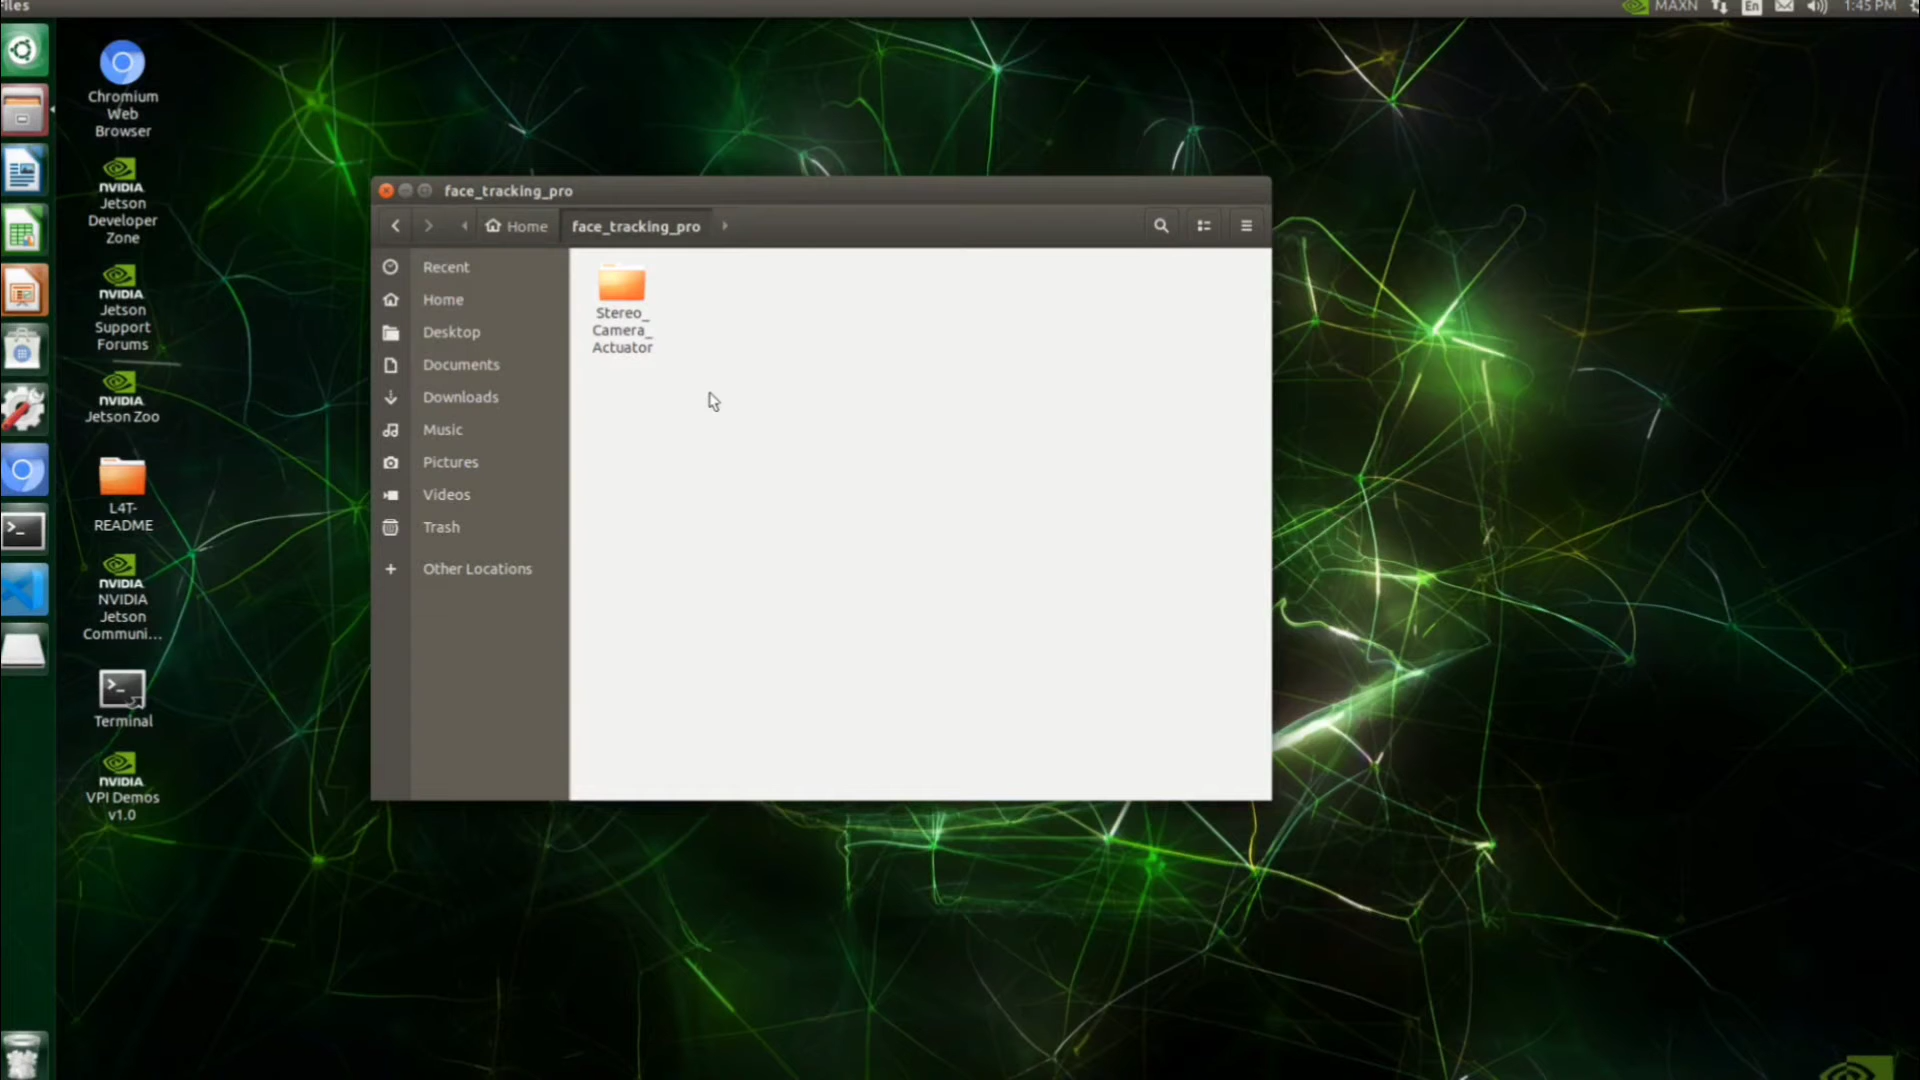 iles
MAXN
En
1:45 PM
Chromium
Web
Browser
NVIDIA.
Jetson
Developer
Zone
NVIDIA.
Jetson
Support
Forums
NVIDIA.
Jetson Zoo
L4T-
README
NVIDIA.
NVIDIA
Jetson
Communi...
Terminal
NVIDIA.
VPI Demos
v1.0
face_tracking_pro
Home
face_tracking_pro
Recent
Home
Desktop
Documents
Downloads
Music
Pictures
Videos
Trash
Other Locations
Stereo_
Camera_
Actuator